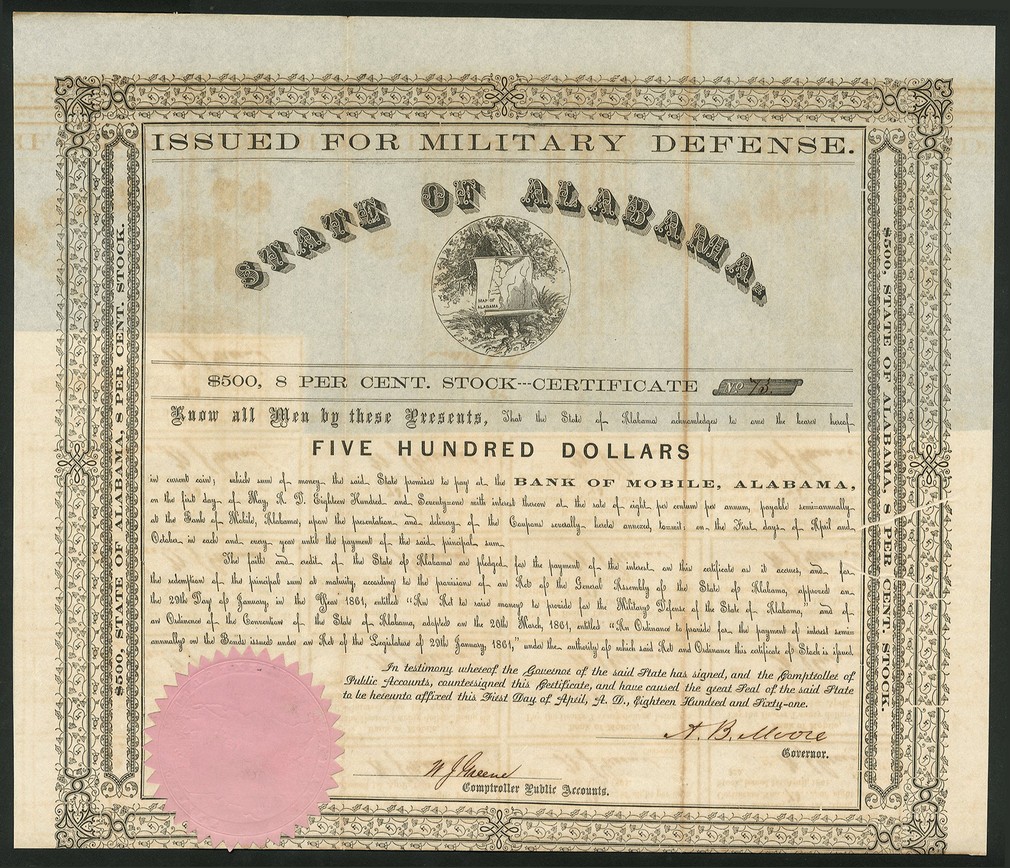 ISSUED FOR MILITARY DEFENSE.
STATE OF ALABAMA,
MAP OF
ALABAMA
$500, 8 PER CENT. STOCK---CERTIFICATE No 75
Know all Men by these Presents, That the State of Alabama acknowledges to owe the bearer hereof
FIVE HUNDRED DOLLARS
in current coin; which sum of money the said State promises to pay at the BANK OF MOBILE, ALABAMA,
on the first day of May, A. D. Eighteen Hundred and Seventy-one with interest thereon at the rate of eight per centum per annum, payable semi-annually
at the Bank of Mobile, Alabama, upon the presentation and delivery of the Coupons severally hereto annexed, towit: on the First days of April and
October in each and every year until the payment of the said principal sum.
The faith and credit of the State of Alabama are pledged for the payment of the interest on this certificate as it accrues, and for
the redemption of the principal sum at maturity, according to the provisions of an Act of the General Assembly of the State of Alabama, approved on
the 29th Day of January, in the Year 1861, entitled "An Act to raise money to provide for the Military Defense of the State of Alabama," and of
an Ordinance of the Convention of the State of Alabama, adopted on the 20th March, 1861, entitled "An Ordinance to provide for the payment of interest semi-
annually on the Bonds issued under an Act of the Legislature of 29th January, 1861," under the authority of which said Act and Ordinance this certificate of Stock is issued.
In testimony whereof the Governor of the said State has signed, and the Comptroller of
Public Accounts, countersigned this Certificate, and have caused the great Seal of the said State
to be hereunto affixed this First Day of April, A. D., Eighteen Hundred and Sixty-one.
A. B. Moore
Governor.
W J Greene
Comptroller Public Accounts.
$500, STATE OF ALABAMA, 8 PER CENT. STOCK.
$500, STATE OF ALABAMA, 8 PER CENT. STOCK.